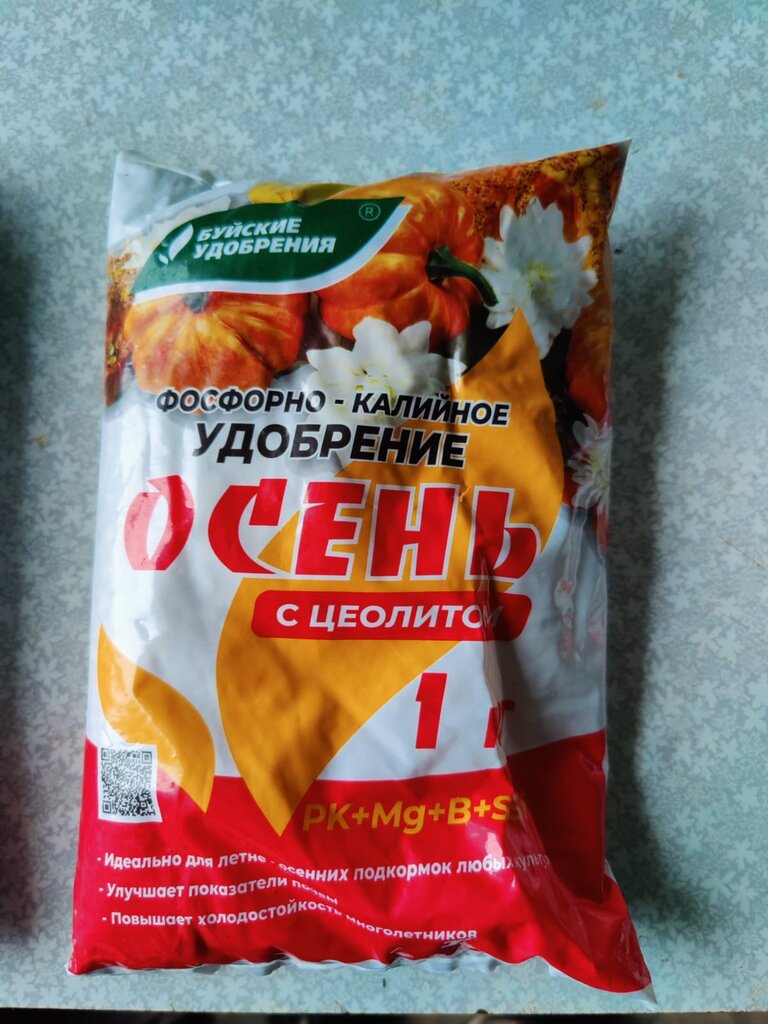 БУЙСКИЕ
УДОБРЕНИЯ
®
ФОСФОРНО - КАЛИЙНОЕ
УДОБРЕНИЕ
ОСЕНЬ
С ЦЕОЛИТОМ
1 г
PK+Mg+B+S
- Идеально для летне - осенних подкормок любых культур
- Улучшает показатели почвы
- Повышает холодостойкость многолетников